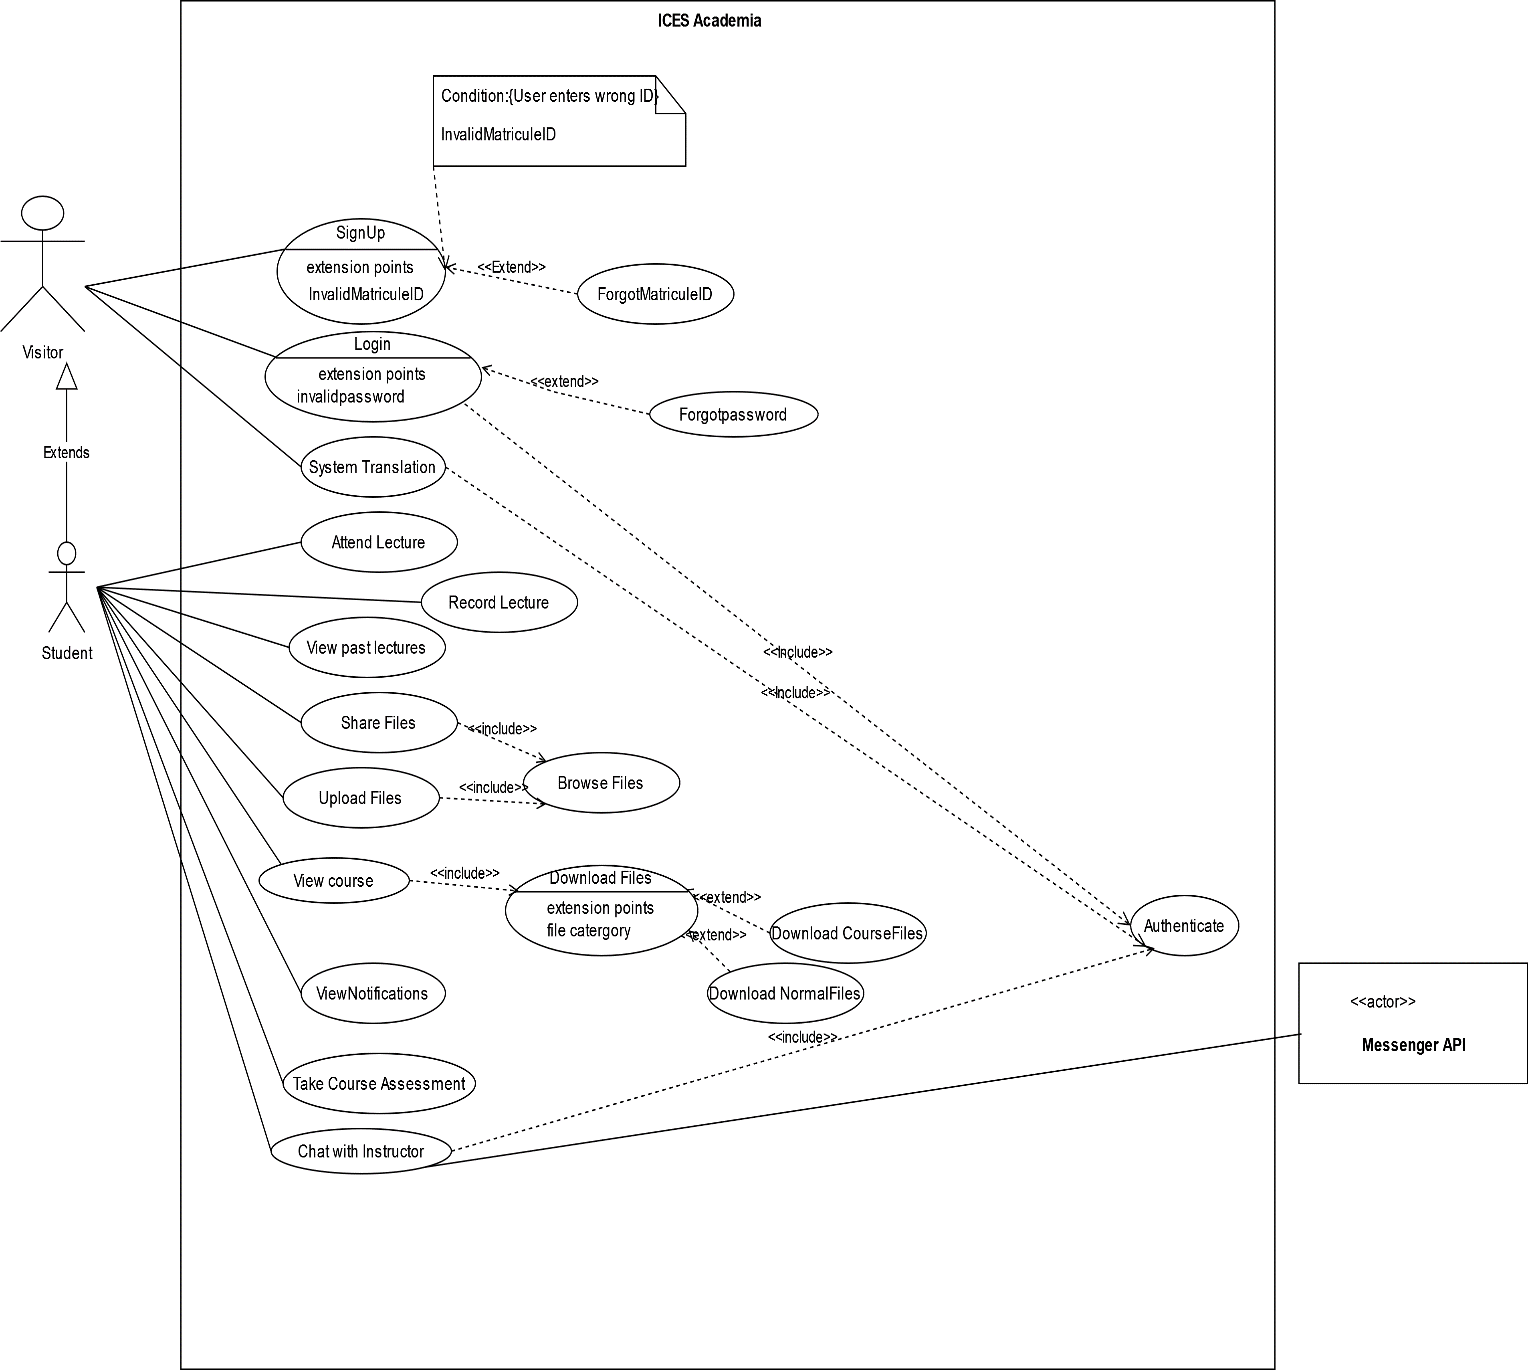 ICES Academia
Condition:{User enters wrong ID}
InvalidMatriculeID
SignUp
extension points
InvalidMatriculeID
<<Extend>>
ForgotMatriculeID
Visitor
Login
extension points
invalidpassword
<<extend>>
Forgotpassword
Extends
System Translation
Attend Lecture
Record Lecture
Student
View past lectures
<<Include>>
<<Include>>
Share Files
<<include>>
Browse Files
Upload Files
<<include>>
View course
<<include>>
Download Files
extension points
file catergory
<<extend>>
<<extend>>
Download CourseFiles
Authenticate
ViewNotifications
Download NormalFiles
<<include>>
<<actor>>
Messenger API
Take Course Assessment
Chat with Instructor